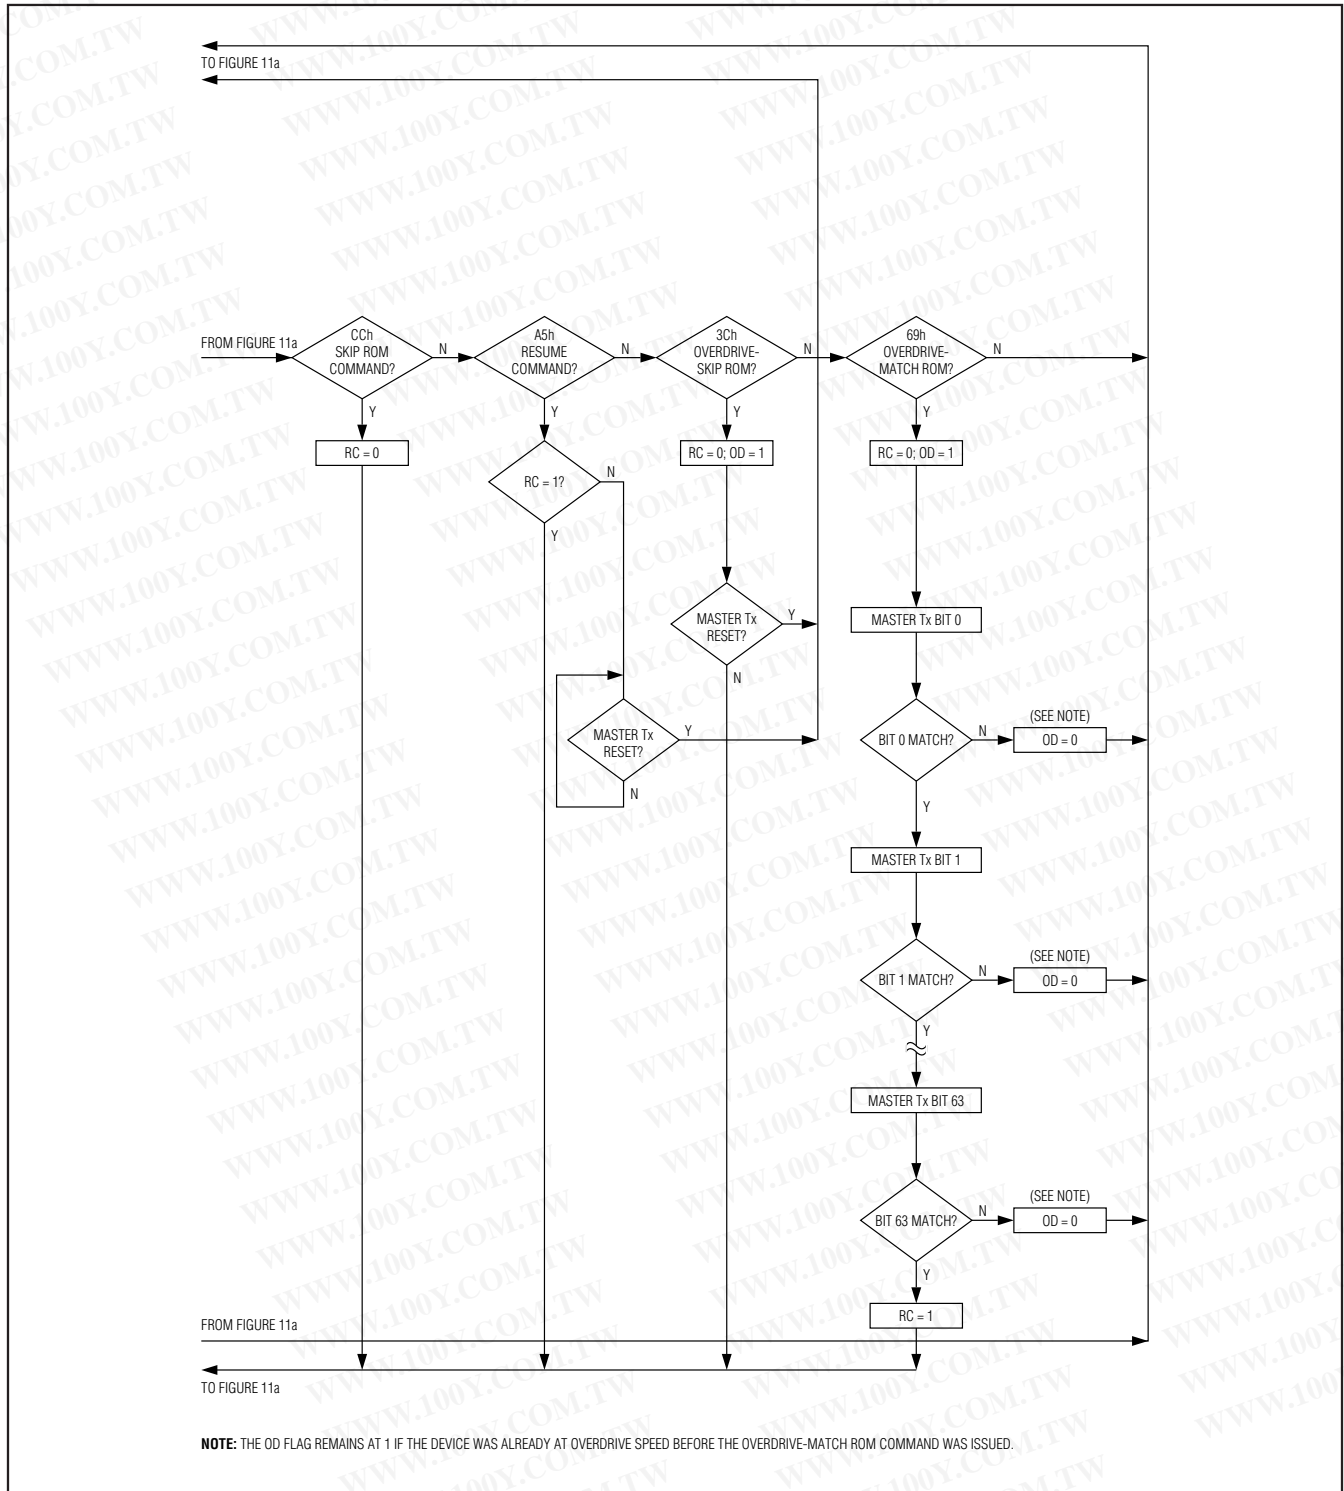 TO FIGURE 11a
FROM FIGURE 11a
CCh
SKIP ROM
COMMAND?
N
A5h
RESUME
COMMAND?
N
3Ch
OVERDRIVE-
SKIP ROM?
N
69h
OVERDRIVE-
MATCH ROM?
N
Y
Y
Y
Y
RC = 0
RC = 1?
N
Y
RC = 0; OD = 1
RC = 0; OD = 1
MASTER Tx
RESET?
Y
N
MASTER Tx BIT 0
MASTER Tx
RESET?
Y
N
BIT 0 MATCH?
N
(SEE NOTE)
OD = 0
Y
MASTER Tx BIT 1
BIT 1 MATCH?
N
(SEE NOTE)
OD = 0
Y
MASTER Tx BIT 63
BIT 63 MATCH?
N
(SEE NOTE)
OD = 0
Y
RC = 1
FROM FIGURE 11a
TO FIGURE 11a
NOTE: THE OD FLAG REMAINS AT 1 IF THE DEVICE WAS ALREADY AT OVERDRIVE SPEED BEFORE THE OVERDRIVE-MATCH ROM COMMAND WAS ISSUED.
WWW.100Y.COM.TW